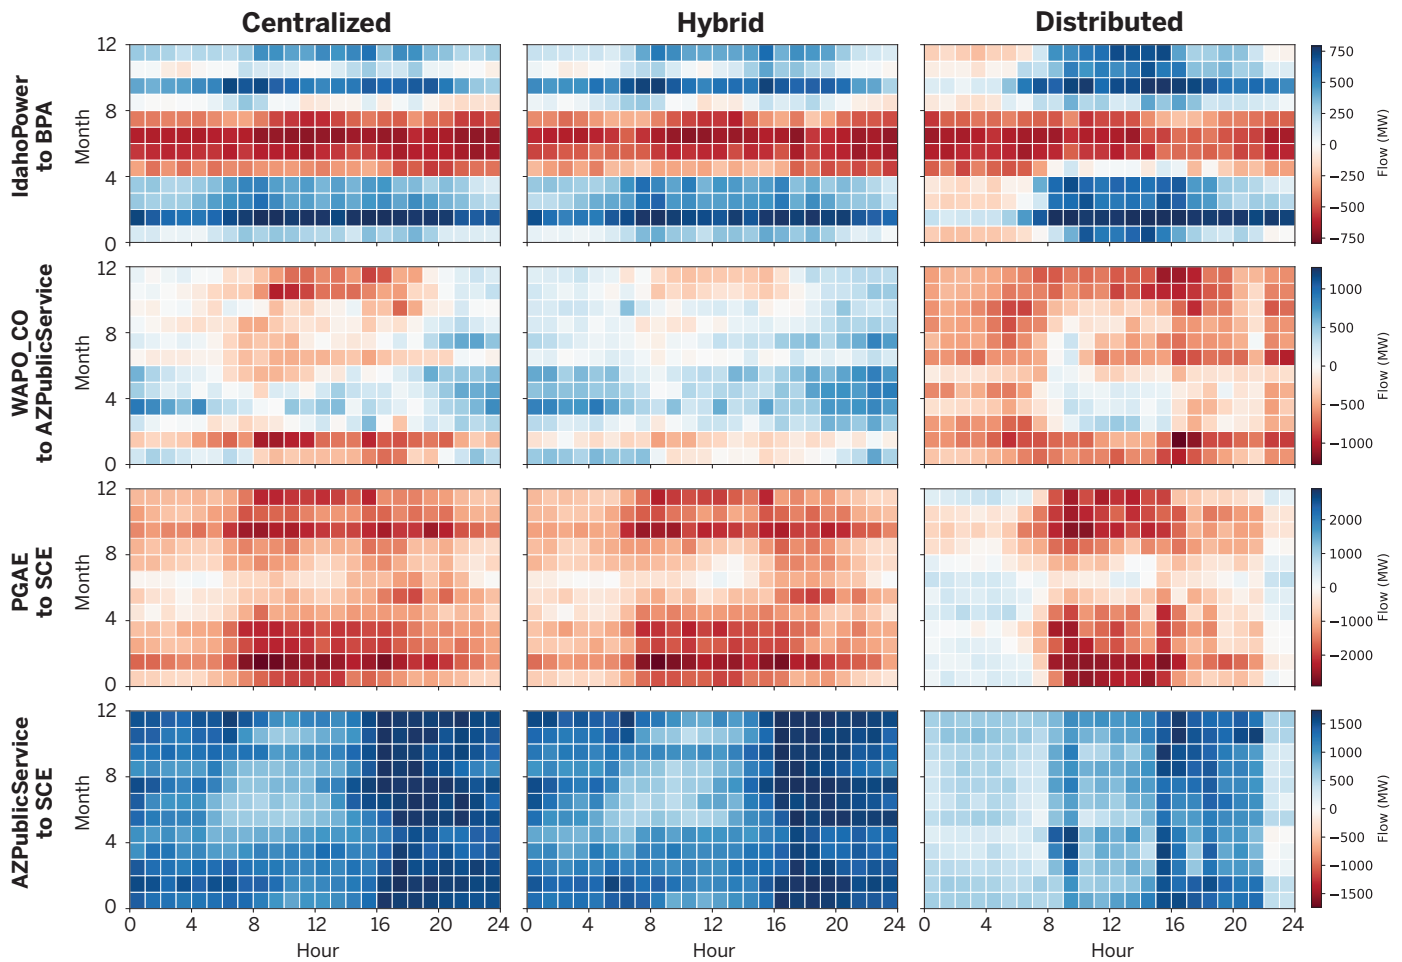 Centralized
Hybrid
Distributed
IdahoPower
to BPA
Month
12
8
4
0
750
500
250
0
−250
−500
−750
Flow (MW)
WAPO_CO
to AZPublicService
Month
12
8
4
0
1000
500
0
−500
−1000
Flow (MW)
PGAE
to SCE
Month
12
8
4
0
2000
1000
0
−1000
−2000
Flow (MW)
AZPublicService
to SCE
Month
12
8
4
0
1500
1000
500
0
−500
−1000
−1500
Flow (MW)
0 4 8 12 16 20 24
0 4 8 12 16 20 24
0 4 8 12 16 20 24
Hour
Hour
Hour